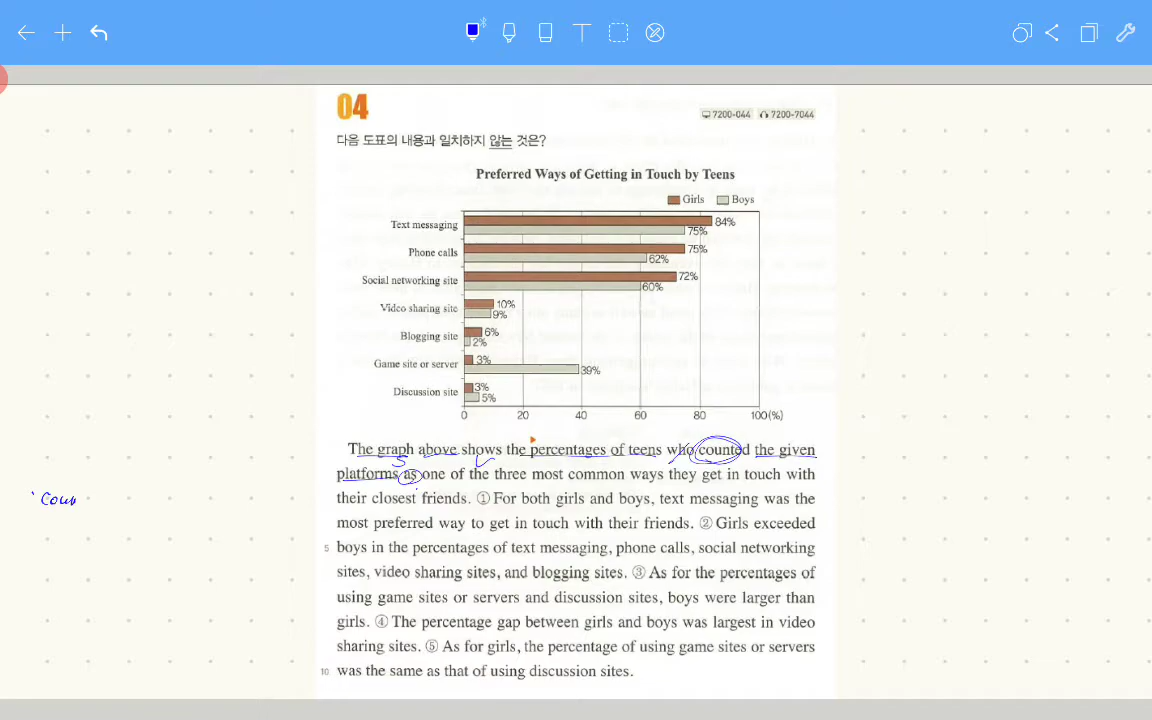 04
7200-044 7200-7044
다음 도표의 내용과 일치하지 않는 것은?
Preferred Ways of Getting in Touch by Teens
Girls Boys
Text messaging 84%
75%
Phone calls 75%
62%
Social networking site 72%
60%
Video sharing site 10%
9%
Blogging site 6%
2%
Game site or server 3%
39%
Discussion site 3%
5%
0 20 40 60 80 100(%)
The graph above shows the percentages of teens who counted the given
S V
platforms as one of the three most common ways they get in touch with
Coun
their closest friends. ① For both girls and boys, text messaging was the
most preferred way to get in touch with their friends. ② Girls exceeded
5 boys in the percentages of text messaging, phone calls, social networking
sites, video sharing sites, and blogging sites. ③ As for the percentages of
using game sites or servers and discussion sites, boys were larger than
girls. ④ The percentage gap between girls and boys was largest in video
sharing sites. ⑤ As for girls, the percentage of using game sites or servers
10 was the same as that of using discussion sites.